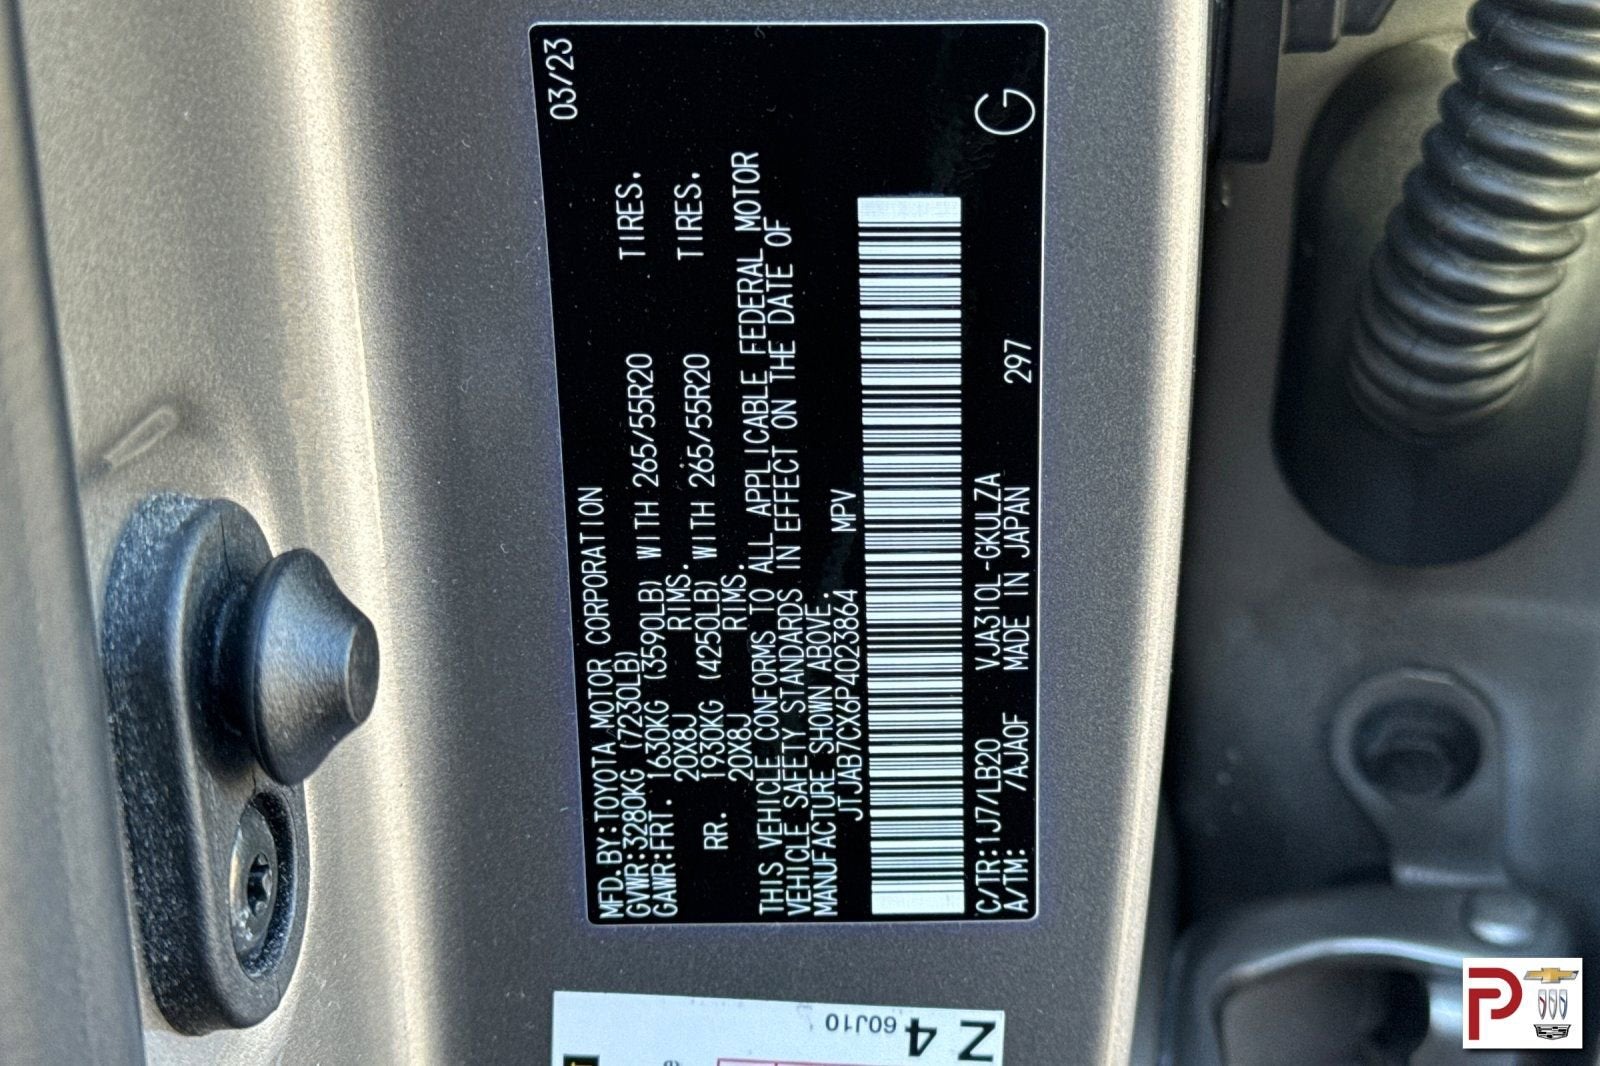 03/23
MFD.BY:TOYOTA MOTOR CORPORATION
GVWR:3280KG (7230LB)
GAWR:FRT. 1630KG (3590LB) WITH 265/55R20 TIRES.
20X8J RIMS.
RR. 1930KG (4250LB) WITH 265/55R20 TIRES.
20X8J RIMS.
THIS VEHICLE CONFORMS TO ALL APPLICABLE FEDERAL MOTOR
VEHICLE SAFETY STANDARDS IN EFFECT ON THE DATE OF
MANUFACTURE SHOWN ABOVE.
JTJAB7CX6P4023864 MPV
C/TR:1J7/LB20 VJA310L-GKULZA 297
A/TM: /AJA0F MADE IN JAPAN
G
60J10
Z 4
P